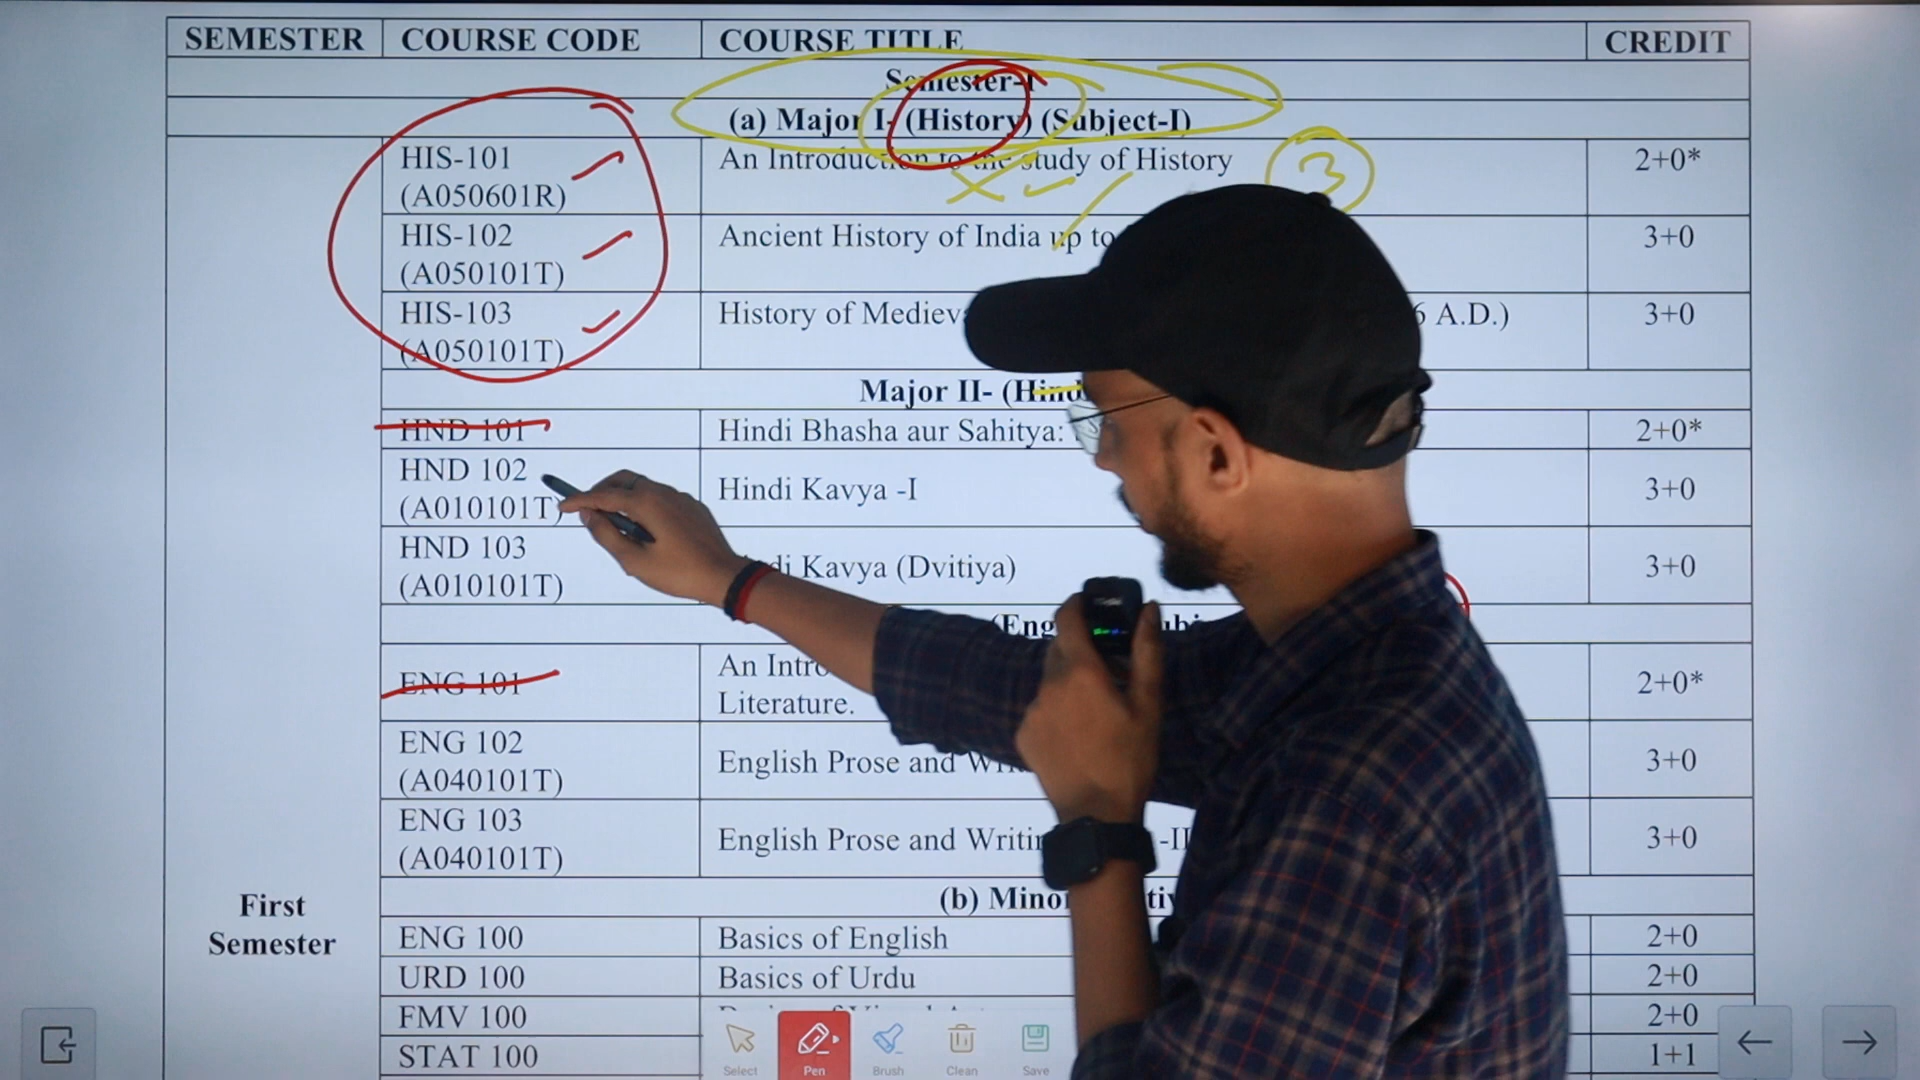 SEMESTER COURSE CODE COURSE TITLE CREDIT
Semester-I
(a) Major I- (History) (Subject-I)
HIS-101 An Introduction to the study of History 2+0*
(A050601R)
3
HIS-102 Ancient History of India up to 3+0
(A050101T)
HIS-103 History of A.D.) 3+0
(A050101T)
Major II-
HND 101 Hindi Bhasha aur Sahitya: 2+0*
HND 102 Hindi Kavya -I 3+0
(A010101T)
HND 103 Kavya (Dvitiya) 3+0
(A010101T)
ENG 101 An 2+0*
Literature.
ENG 102 English Prose and 3+0
(A040101T)
ENG 103 English Prose and -II 3+0
(A040101T)
(b)
First
Semester
ENG 100 Basics of English 2+0
URD 100 Basics of Urdu 2+0
FMV 100 2+0
STAT 100 1+1
Select Pen Brush Clean Save